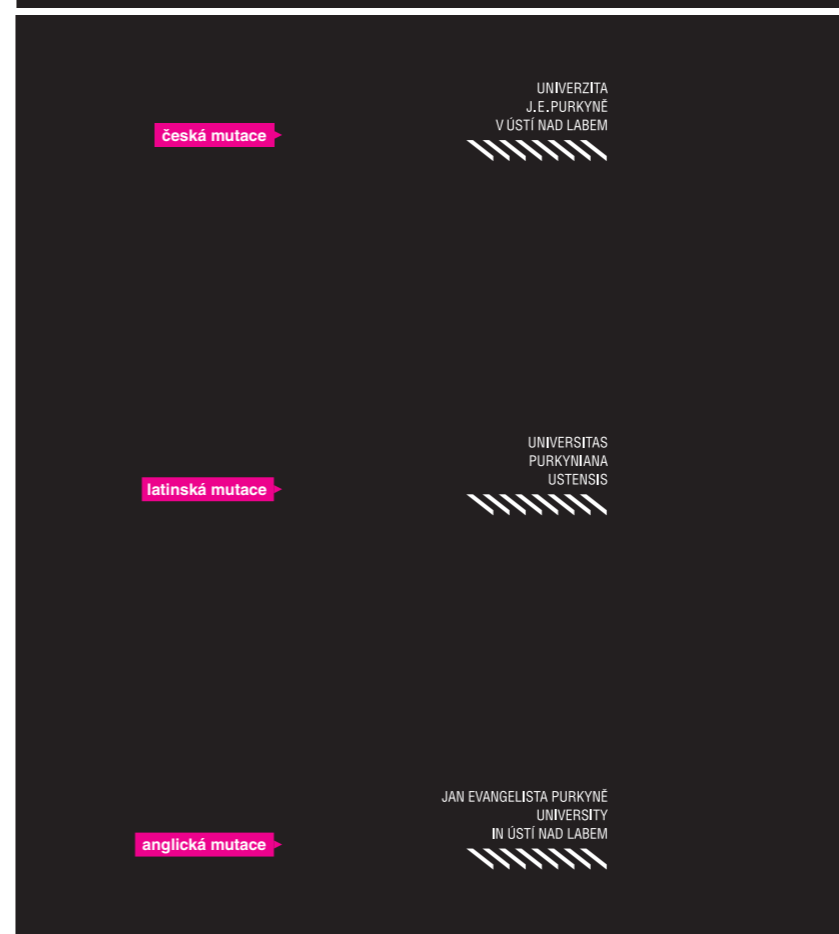 UNIVERZITA
J.E.PURKYNĚ
V ÚSTÍ NAD LABEM
česká mutace
UNIVERSITAS
PURKYNIANA
USTENSIS
latinská mutace
JAN EVANGELISTA PURKYNĚ
UNIVERSITY
IN ÚSTÍ NAD LABEM
anglická mutace